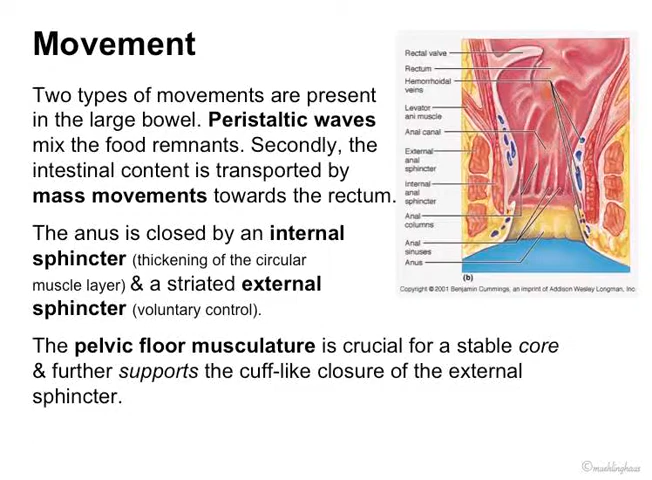 Movement
Two types of movements are present
in the large bowel. Peristaltic waves
mix the food remnants. Secondly, the
intestinal content is transported by
mass movements towards the rectum.
The anus is closed by an internal
sphincter (thickening of the circular
muscle layer) & a striated external
sphincter (voluntary control).
The pelvic floor musculature is crucial for a stable core
& further supports the cuff-like closure of the external
sphincter.
Rectal valve
Rectum
Hemorrhoidal
veins
Levator
ani muscle
Anal canal
External
anal
sphincter
Internal
anal
sphincter
Anal
columns
Anal
sinuses
Anus
(b)
Copyright © 2001 Benjamin Cummings, an imprint of Addison Wesley Longman, Inc.
©muehlinghaus